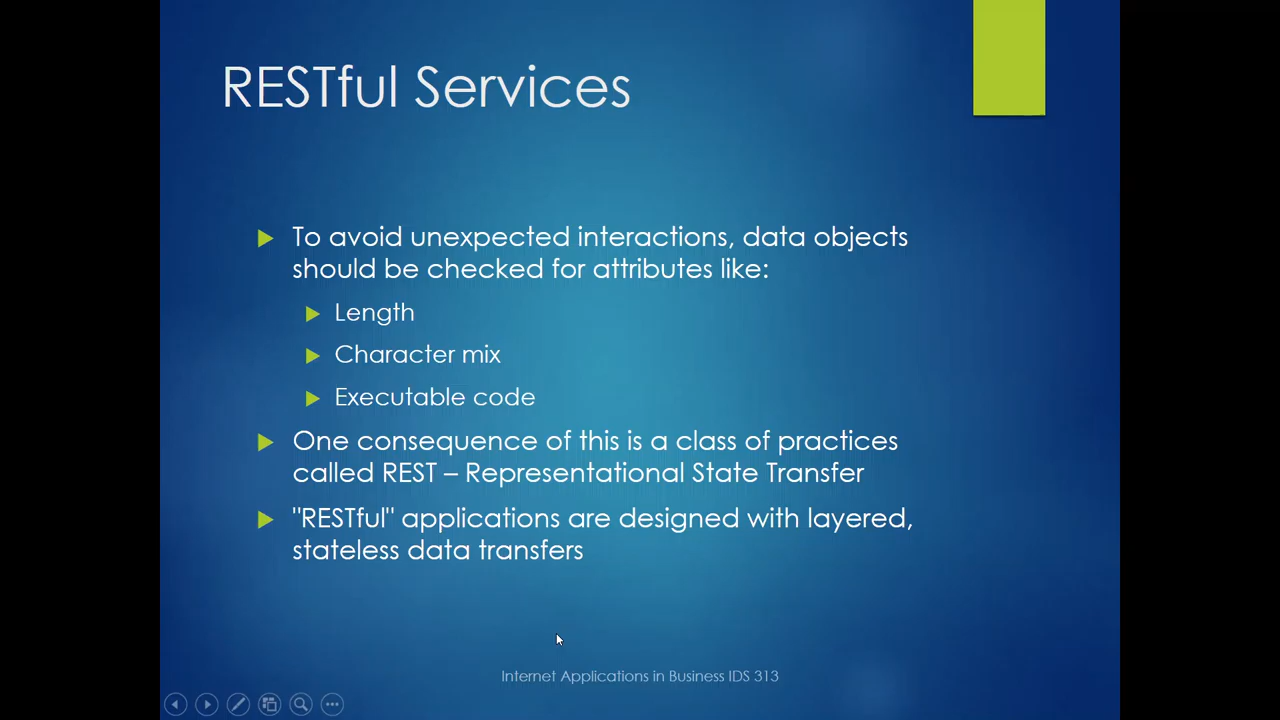 RESTful Services
To avoid unexpected interactions, data objects
should be checked for attributes like:
Length
Character mix
Executable code
One consequence of this is a class of practices
called REST – Representational State Transfer
"RESTful" applications are designed with layered,
stateless data transfers
Internet Applications in Business IDS 313